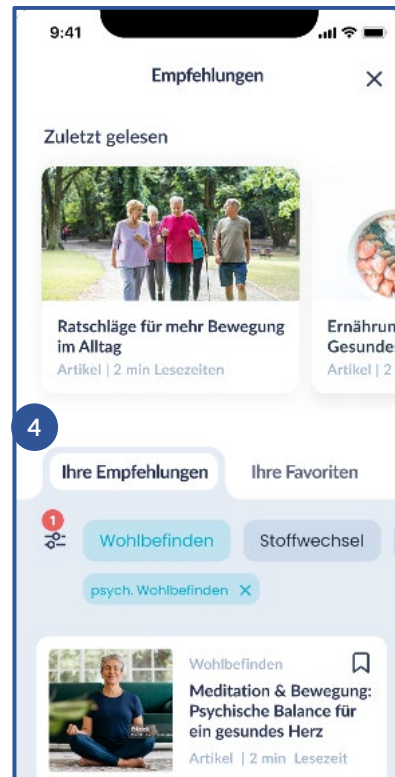 9:41
Empfehlungen
Zuletzt gelesen
Ratschläge für mehr Bewegung
im Alltag
Artikel | 2 min Lesezeiten
Ernährun
Gesunde
Artikel | 2
4
Ihre Empfehlungen
Ihre Favoriten
1
Wohlbefinden
Stoffwechsel
psych. Wohlbefinden ×
Wohlbefinden
Meditation & Bewegung:
Psychische Balance für
ein gesundes Herz
Artikel | 2 min Lesezeit